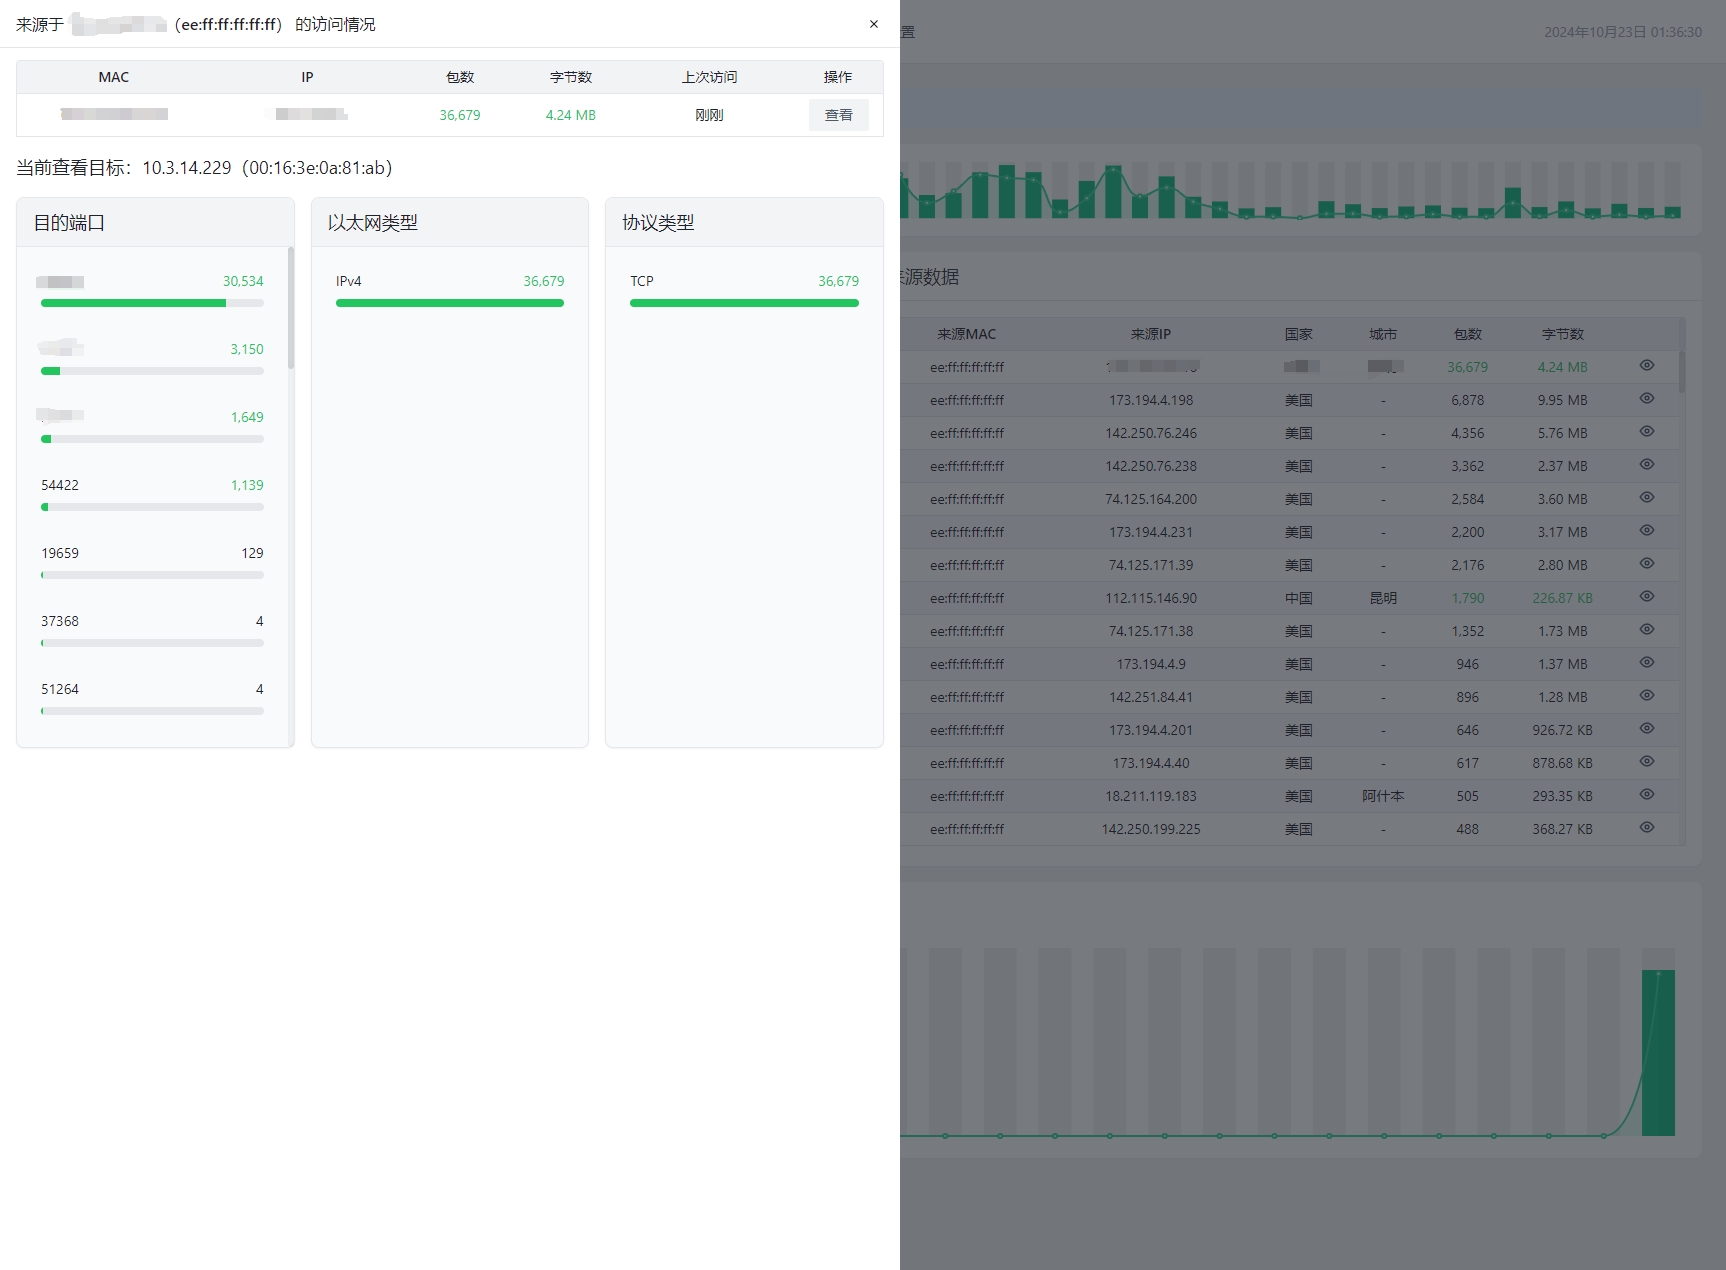 来源于 (ee:ff:ff:ff:ff:ff) 的访问情况 ×
MAC IP 包数 字节数 上次访问 操作
36,679 4.24 MB 刚刚 查看
当前查看目标：10.3.14.229（00:16:3e:0a:81:ab）
目的端口
30,534
3,150
1,649
54422 1,139
19659 129
37368 4
51264 4
以太网类型
IPv4 36,679
协议类型
TCP 36,679
置 2024年10月23日 01:36:30
来源数据
来源MAC 来源IP 国家 城市 包数 字节数
ee:ff:ff:ff:ff:ff 36,679 4.24 MB
ee:ff:ff:ff:ff:ff 173.194.4.198 美国 - 6,878 9.95 MB
ee:ff:ff:ff:ff:ff 142.250.76.246 美国 - 4,356 5.76 MB
ee:ff:ff:ff:ff:ff 142.250.76.238 美国 - 3,362 2.37 MB
ee:ff:ff:ff:ff:ff 74.125.164.200 美国 - 2,584 3.60 MB
ee:ff:ff:ff:ff:ff 173.194.4.231 美国 - 2,200 3.17 MB
ee:ff:ff:ff:ff:ff 74.125.171.39 美国 - 2,176 2.80 MB
ee:ff:ff:ff:ff:ff 112.115.146.90 中国 昆明 1,790 226.87 KB
ee:ff:ff:ff:ff:ff 74.125.171.38 美国 - 1,352 1.73 MB
ee:ff:ff:ff:ff:ff 173.194.4.9 美国 - 946 1.37 MB
ee:ff:ff:ff:ff:ff 142.251.84.41 美国 - 896 1.28 MB
ee:ff:ff:ff:ff:ff 173.194.4.201 美国 - 646 926.72 KB
ee:ff:ff:ff:ff:ff 173.194.4.40 美国 - 617 878.68 KB
ee:ff:ff:ff:ff:ff 18.211.119.183 美国 阿什本 505 293.35 KB
ee:ff:ff:ff:ff:ff 142.250.199.225 美国 - 488 368.27 KB